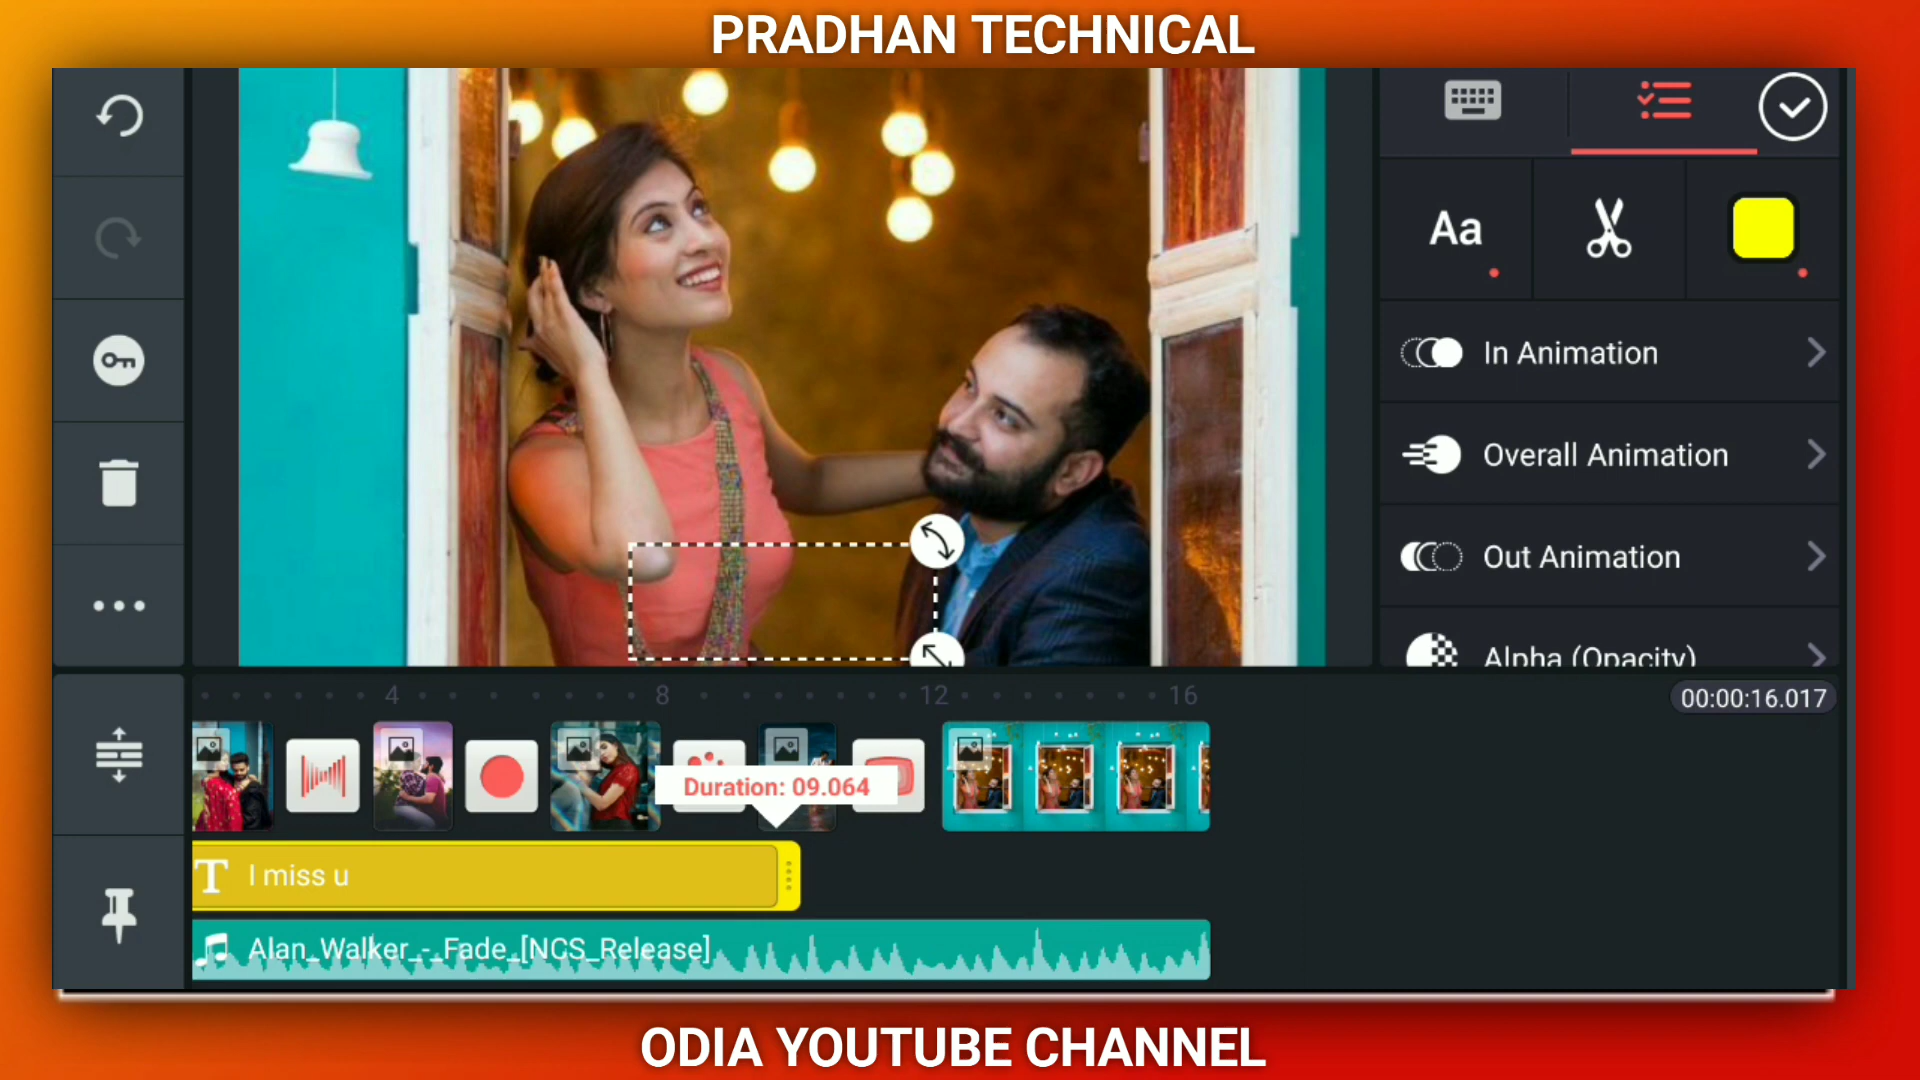 PRADHAN TECHNICAL
Aa
In Animation
Overall Animation
Out Animation
Alpha (Opacity)
4 8 12 16
00:00:16.017
Duration: 09.064
T I miss u
Alan_Walker_-_Fade_[NCS_Release]
ODIA YOUTUBE CHANNEL